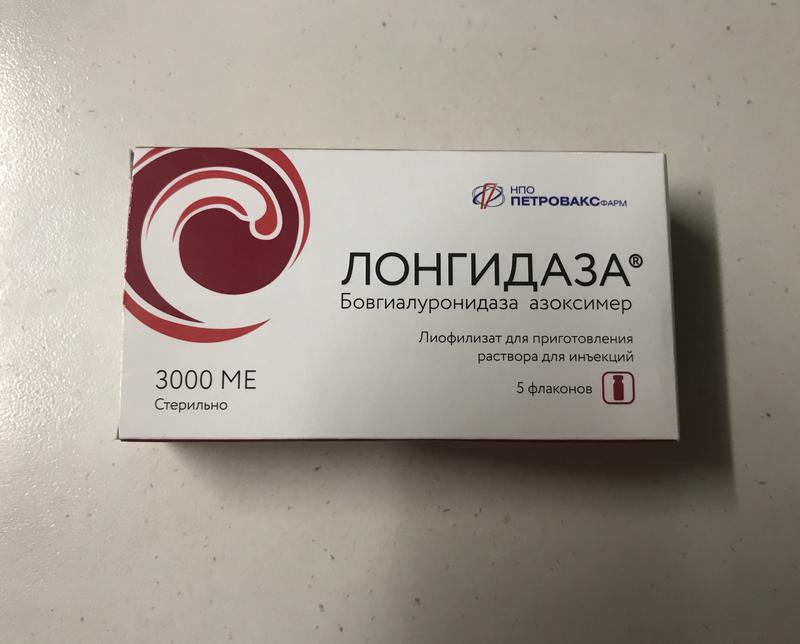 НПО
ПЕТРОВАКСФАРМ
ЛОНГИДАЗА®
Бовгиалуронидаза азоксимер
Лиофилизат для приготовления
раствора для инъекций
5 флаконов
3000 МЕ
Стерильно